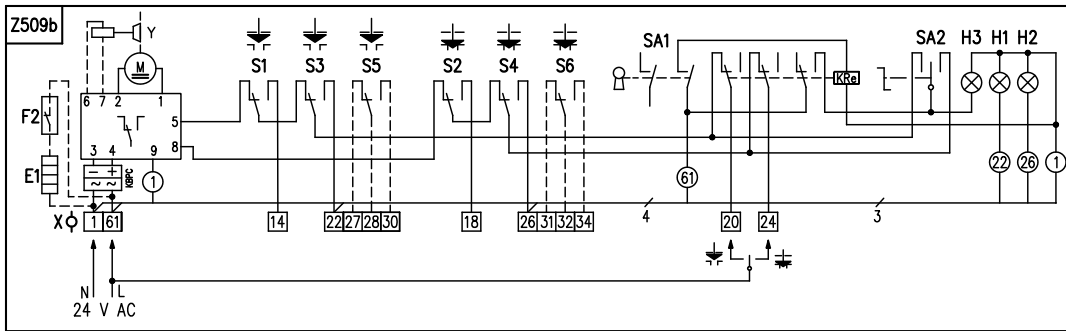 Z509b
Y
M
S1 S3 S5 S2 S4 S6 SA1 SA2 H3 H1 H2
KRe
6 7 2 1
5
8
F2
E1
3 4 9
− +
~ ~
KBPC
1
61
22 26 1
X 1 61 14 22 27 28 30 18 26 31 32 34 20 24
4
3
N L
24 V AC